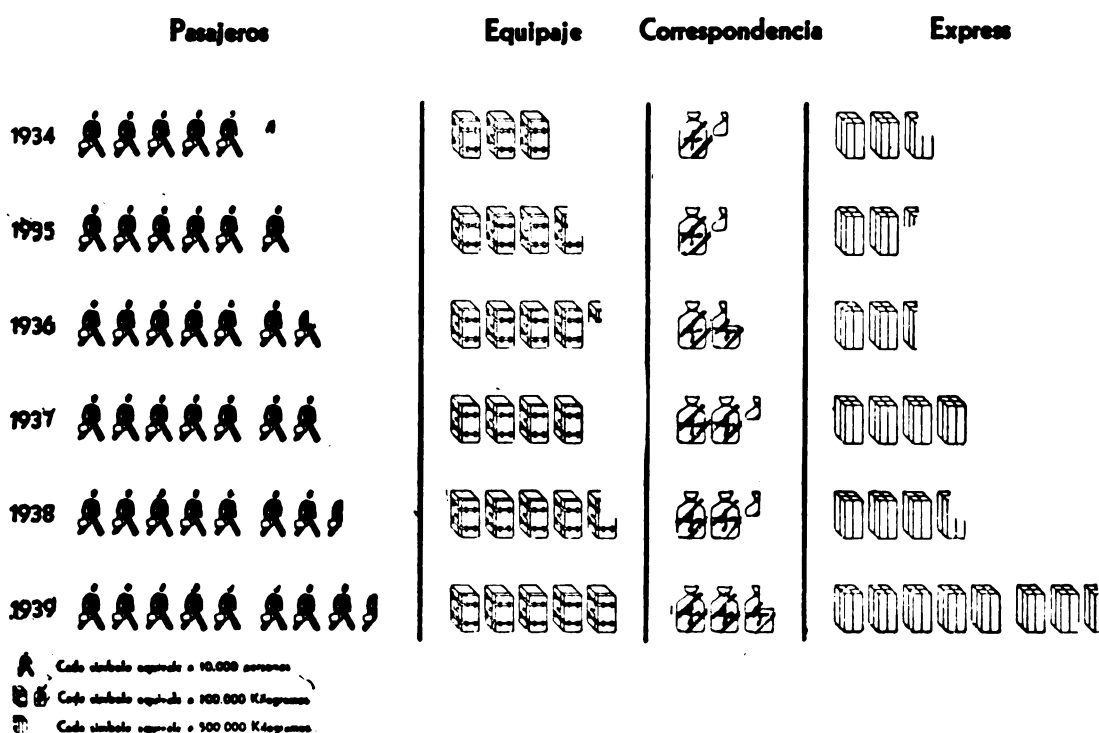 Pasajeros Equipaje Correspondencia Express
1934
1935
1936
1937
1938
1939
Cada símbolo equivale a 10.000 personas
Cada símbolo equivale a 100.000 Kilogramos
Cada símbolo equivale a 500 000 Kilogramos